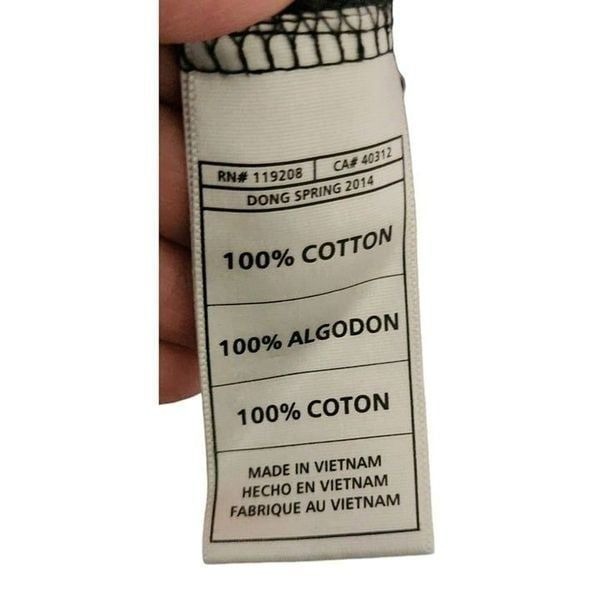 RN# 119208 CA# 40312
DONG SPRING 2014
100% COTTON
100% ALGODON
100% COTON
MADE IN VIETNAM
HECHO EN VIETNAM
FABRIQUE AU VIETNAM